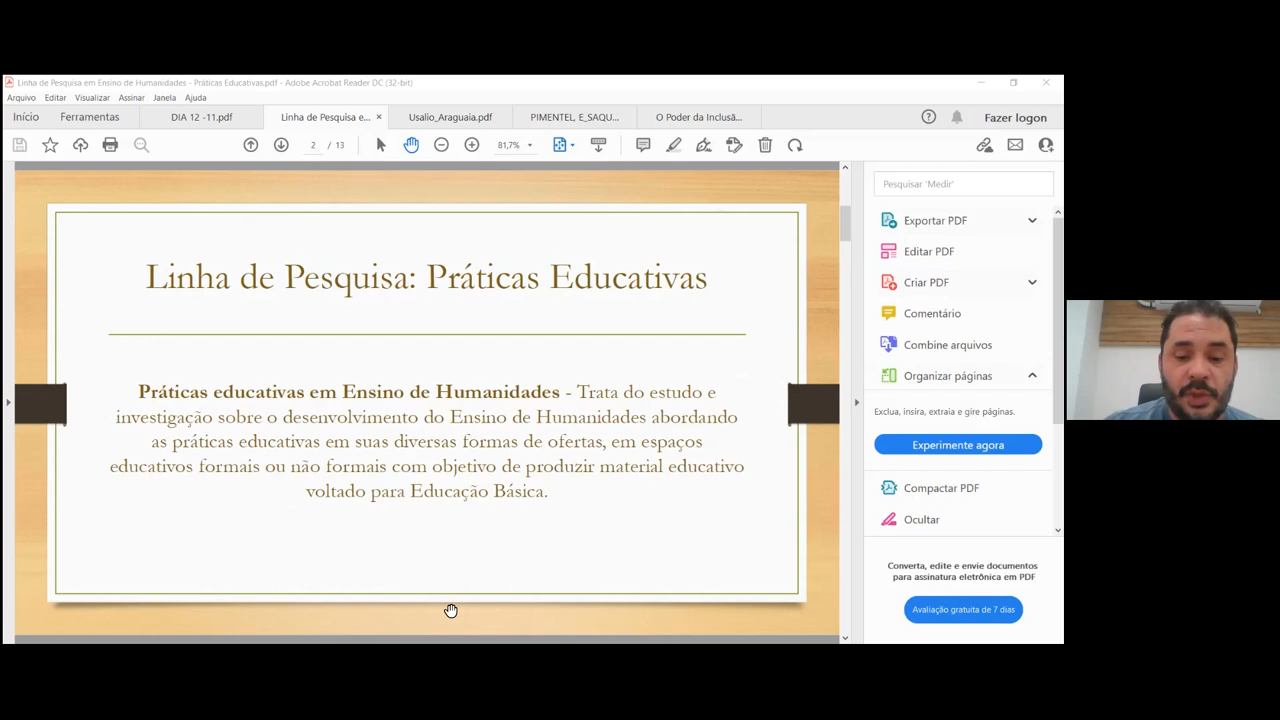 Linha de Pesquisa em Ensino de Humanidades - Práticas Educativas.pdf - Adobe Acrobat Reader DC (32-bit)
Arquivo Editar Visualizar Assinar Janela Ajuda
Início Ferramentas DIA 12 -11.pdf Linha de Pesquisa e... × Usalio_Araguaia.pdf PIMENTEL, E_SAQU... O Poder da Inclusã... Fazer logon
2 / 13 81,7%
Pesquisar 'Medir'
Exportar PDF
Editar PDF
Criar PDF
Comentário
Combine arquivos
Organizar páginas
Exclua, insira, extraia e gire páginas.
Experimente agora
Compactar PDF
Ocultar
Converta, edite e envie documentos
para assinatura eletrônica em PDF
Avaliação gratuita de 7 dias
Linha de Pesquisa: Práticas Educativas
Práticas educativas em Ensino de Humanidades - Trata do estudo e
investigação sobre o desenvolvimento do Ensino de Humanidades abordando
as práticas educativas em suas diversas formas de ofertas, em espaços
educativos formais ou não formais com objetivo de produzir material educativo
voltado para Educação Básica.